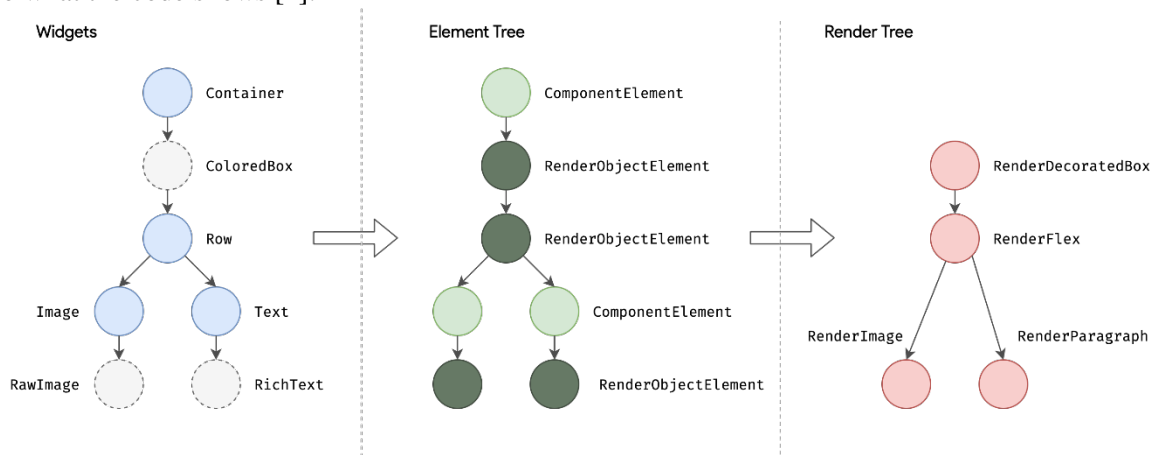 Widgets
Element Tree
Render Tree
Container
ComponentElement
ColoredBox
RenderObjectElement
RenderDecoratedBox
Row
RenderObjectElement
RenderFlex
Image
Text
ComponentElement
RenderImage
RenderParagraph
RawImage
RichText
RenderObjectElement